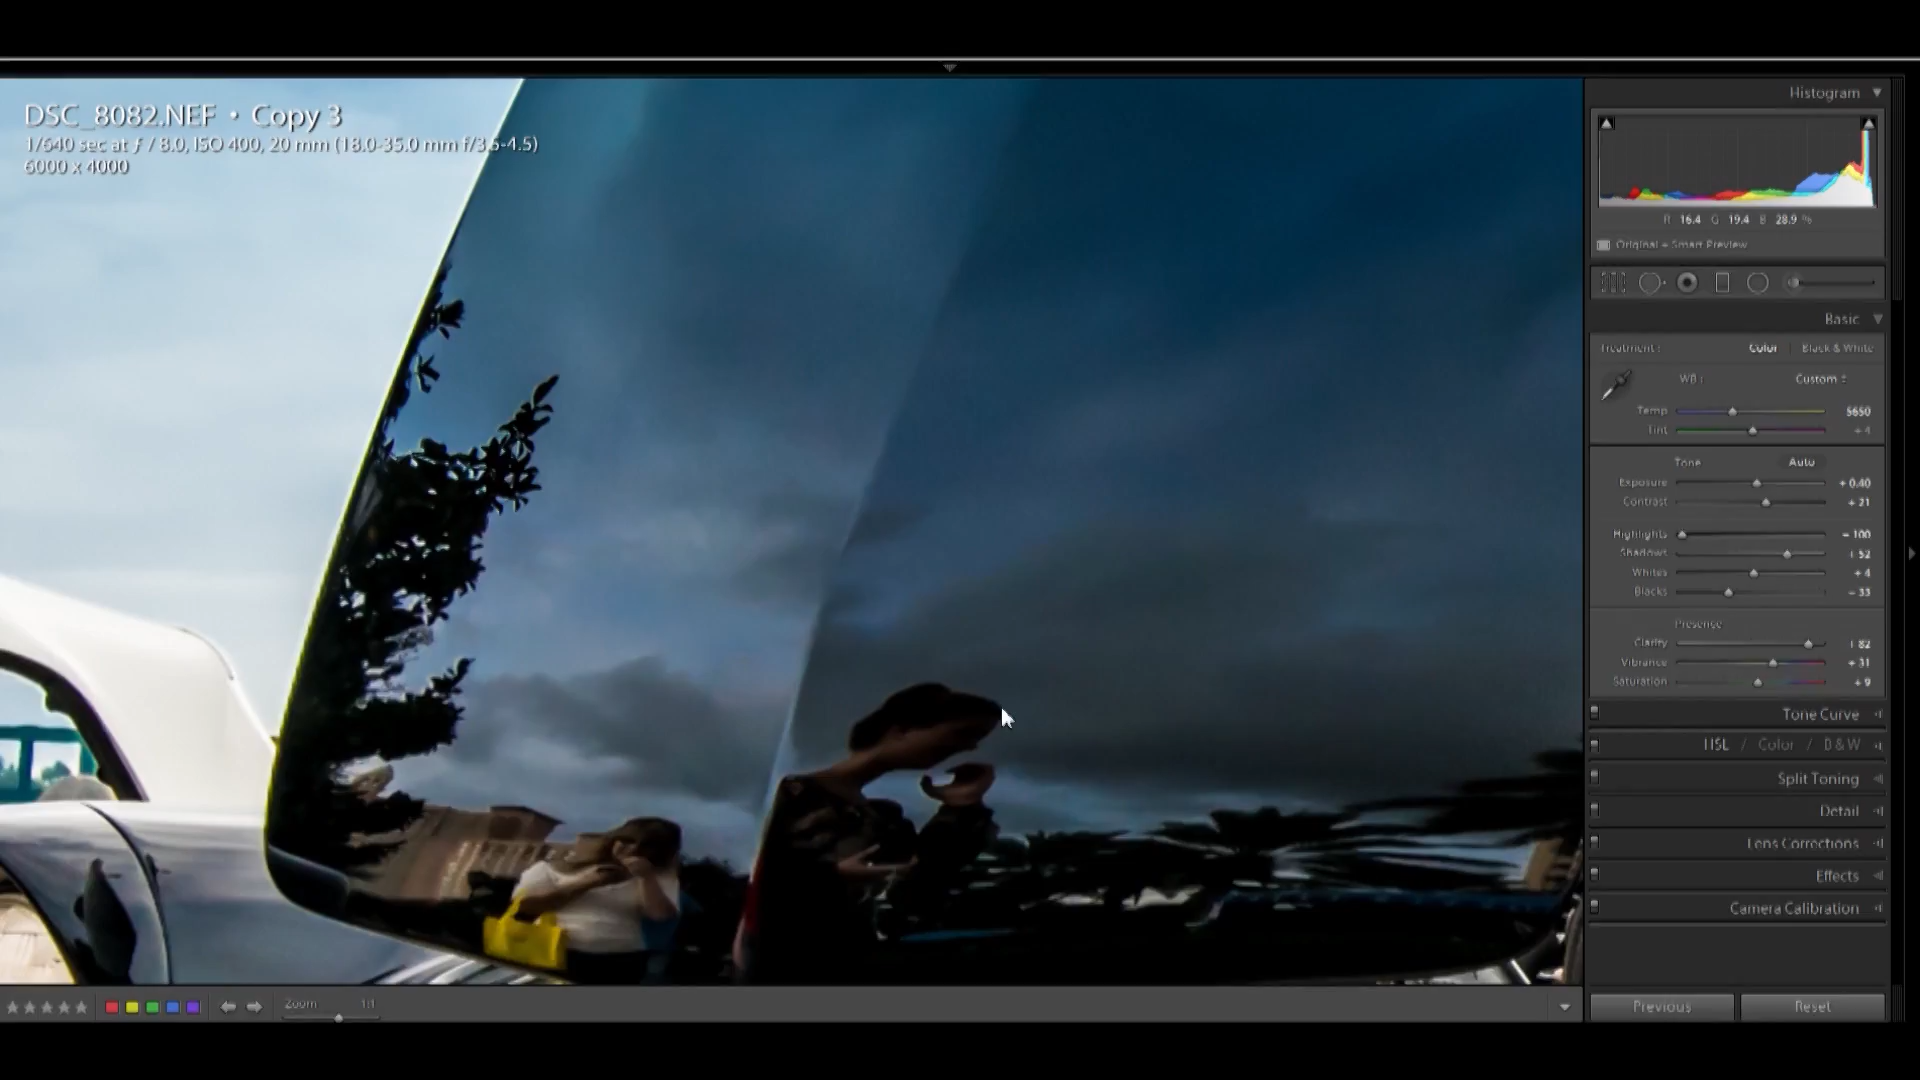 DSC_8082.NEF • Copy 3
1/640 sec at ƒ / 8.0, ISO 400, 20 mm (18.0-35.0 mm f/3.5-4.5)
6000 x 4000
Histogram
R 16.4 G 19.4 B 28.9 %
Original + Smart Preview
Basic
Treatment : Color | Black & White
WB : Custom
Temp 5650
Tint + 4
Tone Auto
Exposure + 0.40
Contrast + 21
Highlights - 100
Shadows + 52
Whites + 4
Blacks - 33
Presence
Clarity + 82
Vibrance + 31
Saturation + 9
Tone Curve
HSL / Color / B & W
Split Toning
Detail
Lens Corrections
Effects
Camera Calibration
Zoom 1:1
Previous Reset